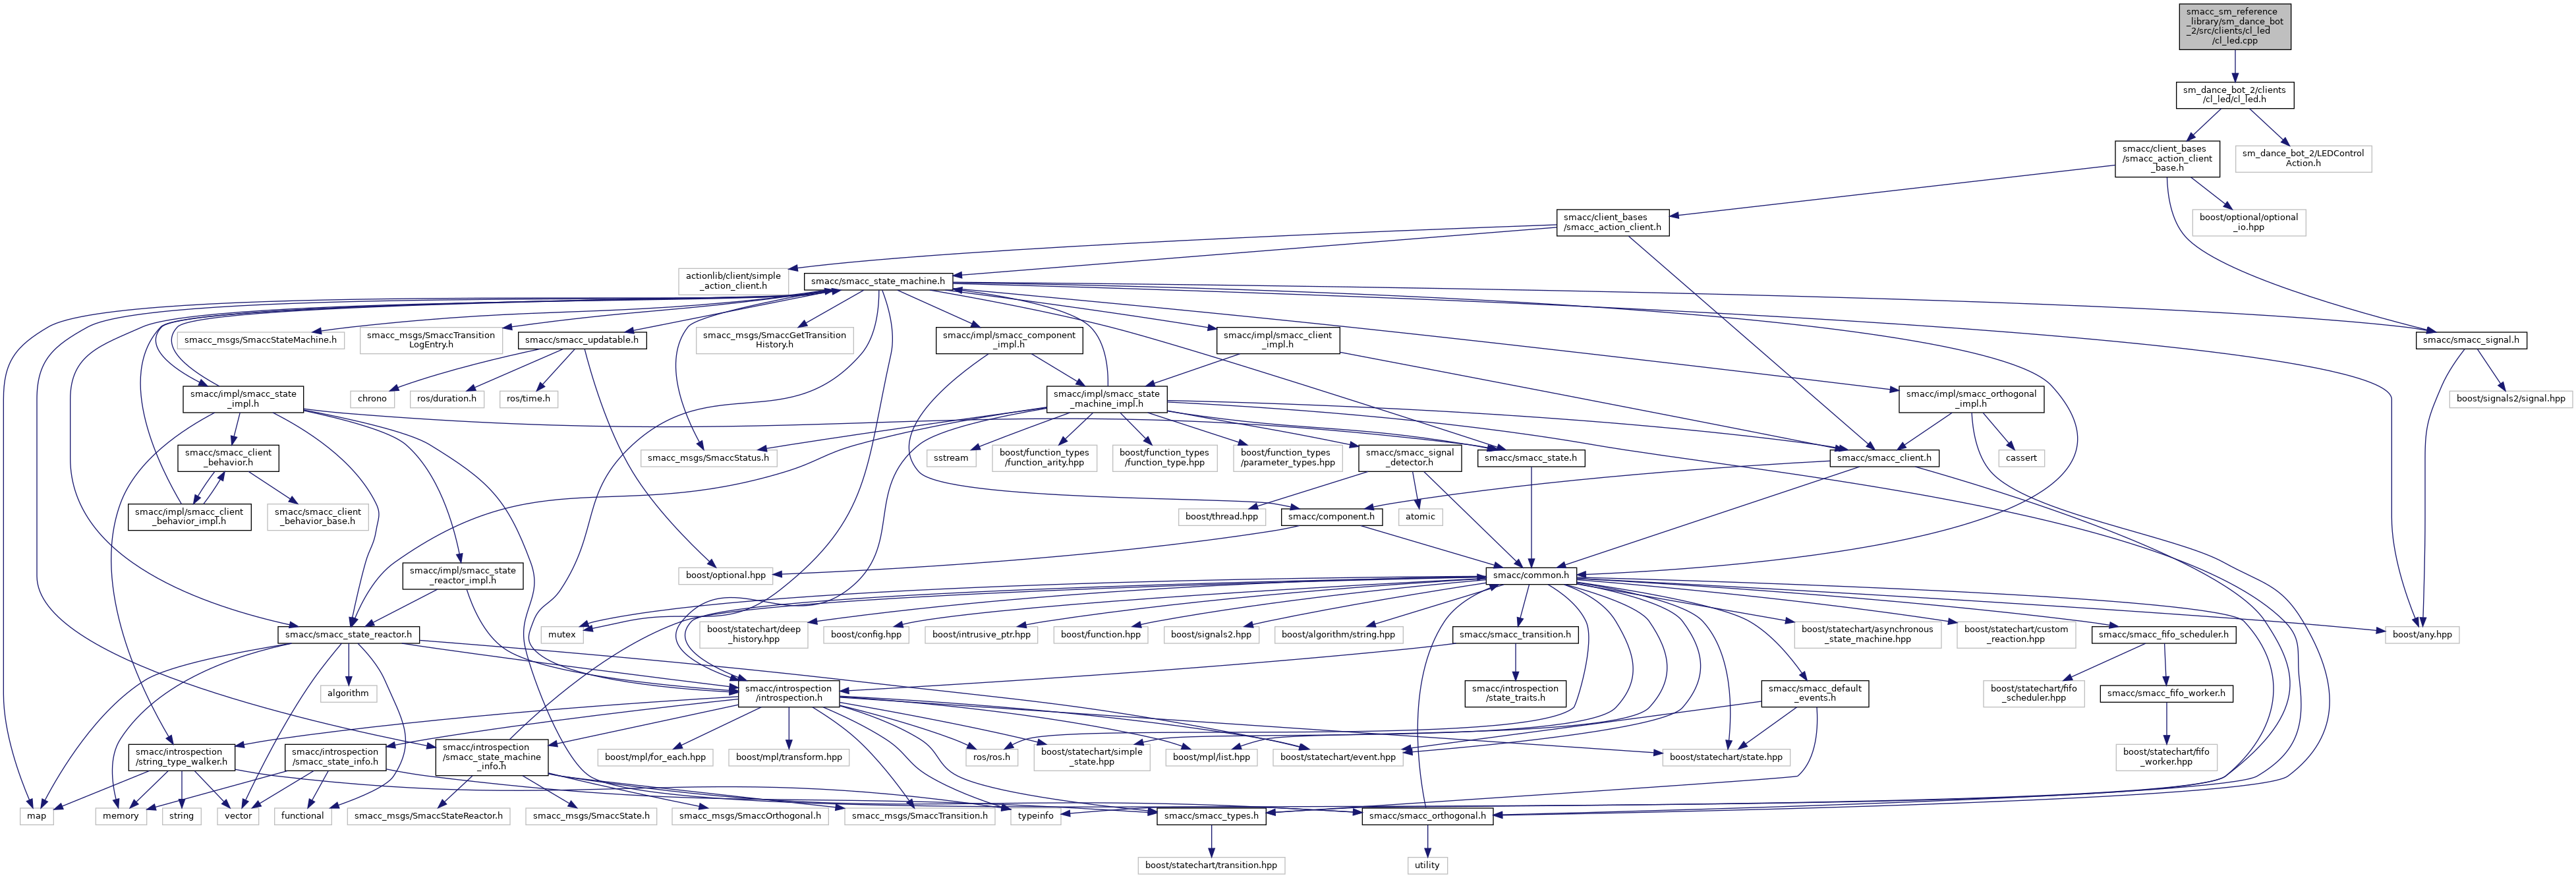 smacc_sm_reference
_library/sm_dance_bot
_2/src/clients/cl_led
/cl_led.cpp
sm_dance_bot_2/clients
/cl_led/cl_led.h
smacc/client_bases
/smacc_action_client
_base.h
sm_dance_bot_2/LEDControl
Action.h
smacc/client_bases
/smacc_action_client.h
boost/optional/optional
_io.hpp
actionlib/client/simple
_action_client.h
smacc/smacc_state_machine.h
smacc_msgs/SmaccStateMachine.h
smacc_msgs/SmaccTransition
LogEntry.h
smacc/smacc_updatable.h
smacc_msgs/SmaccGetTransition
History.h
smacc/impl/smacc_component
_impl.h
smacc/impl/smacc_client
_impl.h
smacc/smacc_signal.h
smacc/impl/smacc_state
_impl.h
chrono
ros/duration.h
ros/time.h
smacc/impl/smacc_state
_machine_impl.h
smacc/impl/smacc_orthogonal
_impl.h
boost/signals2/signal.hpp
smacc/smacc_client
_behavior.h
smacc_msgs/SmaccStatus.h
sstream
boost/function_types
/function_arity.hpp
boost/function_types
/function_type.hpp
boost/function_types
/parameter_types.hpp
smacc/smacc_signal
_detector.h
smacc/smacc_state.h
smacc/smacc_client.h
cassert
smacc/impl/smacc_client
_behavior_impl.h
smacc/smacc_client
_behavior_base.h
boost/thread.hpp
smacc/component.h
atomic
smacc/impl/smacc_state
_reactor_impl.h
boost/optional.hpp
smacc/common.h
smacc/smacc_state_reactor.h
mutex
boost/statechart/deep
_history.hpp
boost/config.hpp
boost/intrusive_ptr.hpp
boost/function.hpp
boost/signals2.hpp
boost/algorithm/string.hpp
smacc/smacc_transition.h
boost/statechart/asynchronous
_state_machine.hpp
boost/statechart/custom
_reaction.hpp
smacc/smacc_fifo_scheduler.h
boost/any.hpp
algorithm
smacc/introspection
/introspection.h
smacc/introspection
/state_traits.h
smacc/smacc_default
_events.h
boost/statechart/fifo
_scheduler.hpp
smacc/smacc_fifo_worker.h
smacc/introspection
/string_type_walker.h
smacc/introspection
/smacc_state_info.h
smacc/introspection
/smacc_state_machine
_info.h
boost/mpl/for_each.hpp
boost/mpl/transform.hpp
ros/ros.h
boost/statechart/simple
_state.hpp
boost/mpl/list.hpp
boost/statechart/event.hpp
boost/statechart/state.hpp
boost/statechart/fifo
_worker.hpp
map
memory
string
vector
functional
smacc_msgs/SmaccStateReactor.h
smacc_msgs/SmaccState.h
smacc_msgs/SmaccOrthogonal.h
smacc_msgs/SmaccTransition.h
typeinfo
smacc/smacc_types.h
smacc/smacc_orthogonal.h
boost/statechart/transition.hpp
utility